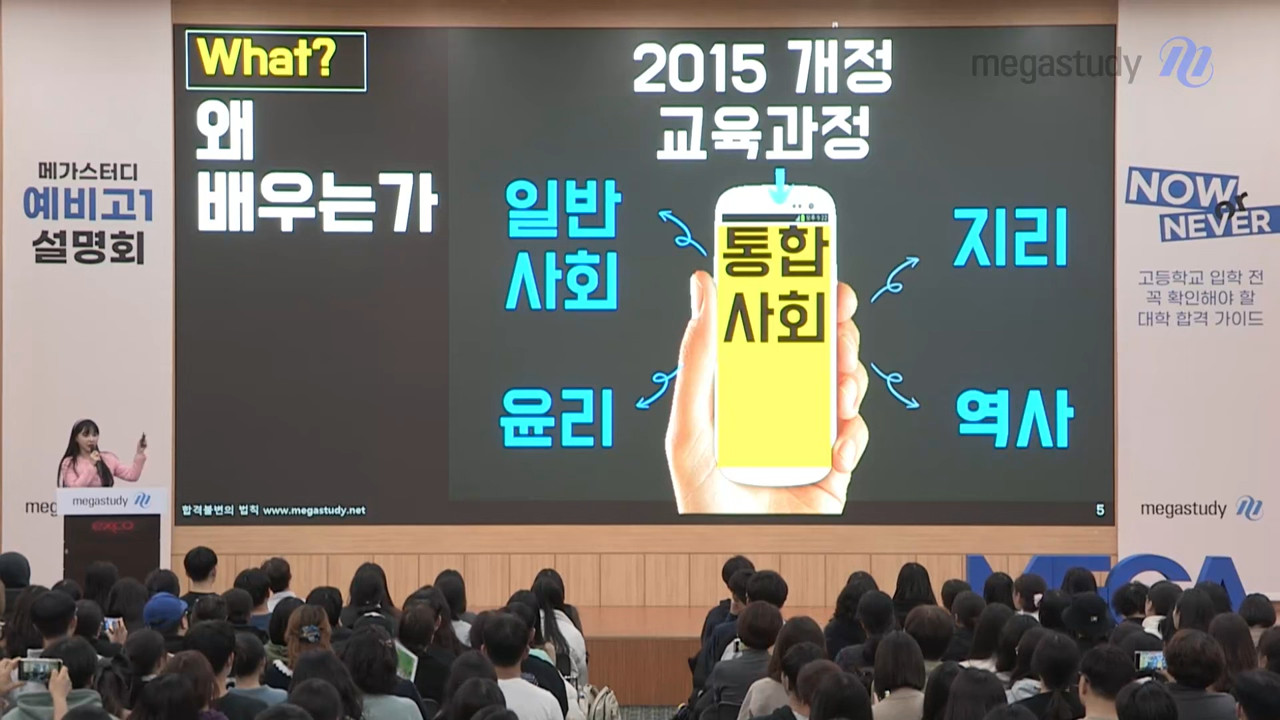 What?
왜
배우는가
2015 개정
교육과정
일반
사회
윤리
통합
사회
지리
역사
합격불변의 법칙 www.megastudy.net
5
megastudy
메가스터디
예비고1
설명회
meg
megastudy
expo
NOW
or
NEVER
고등학교 입학 전
꼭 확인해야 할
대학 합격 가이드
megastudy
MEGA